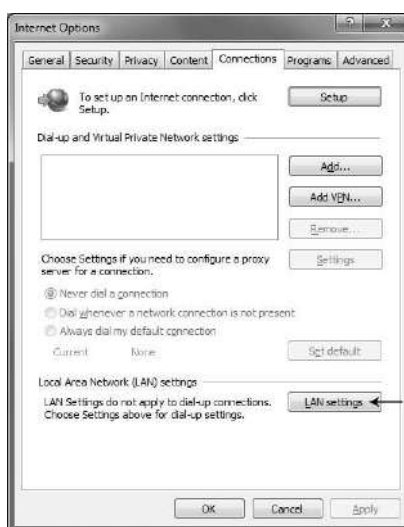 Internet Options
General Security Privacy Content Connections Programs Advanced
To set up an Internet connection, click
Setup.
Setup
Dial-up and Virtual Private Network settings
Add...
Add VPN...
Remove...
Choose Settings if you need to configure a proxy
server for a connection.
Settings
Never dial a connection
Dial whenever a network connection is not present
Always dial my default connection
Current None
Set default
Local Area Network (LAN) settings
LAN Settings do not apply to dial-up connections.
Choose Settings above for dial-up settings.
LAN settings
OK Cancel Apply